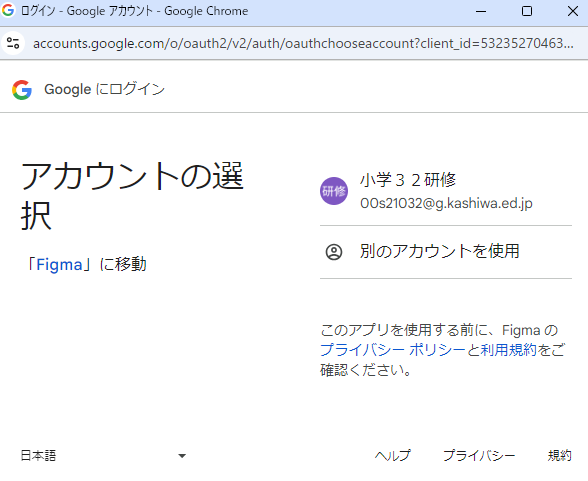 ログイン - Google アカウント - Google Chrome
accounts.google.com/o/oauth2/v2/auth/oauthchooseaccount?client_id=53235270463...
Google にログイン
アカウントの選
択
「Figma」に移動
研修
小学３２研修
00s21032@g.kashiwa.ed.jp
別のアカウントを使用
このアプリを使用する前に、Figma の
プライバシー ポリシーと利用規約をご
確認ください。
日本語
ヘルプ
プライバシー
規約